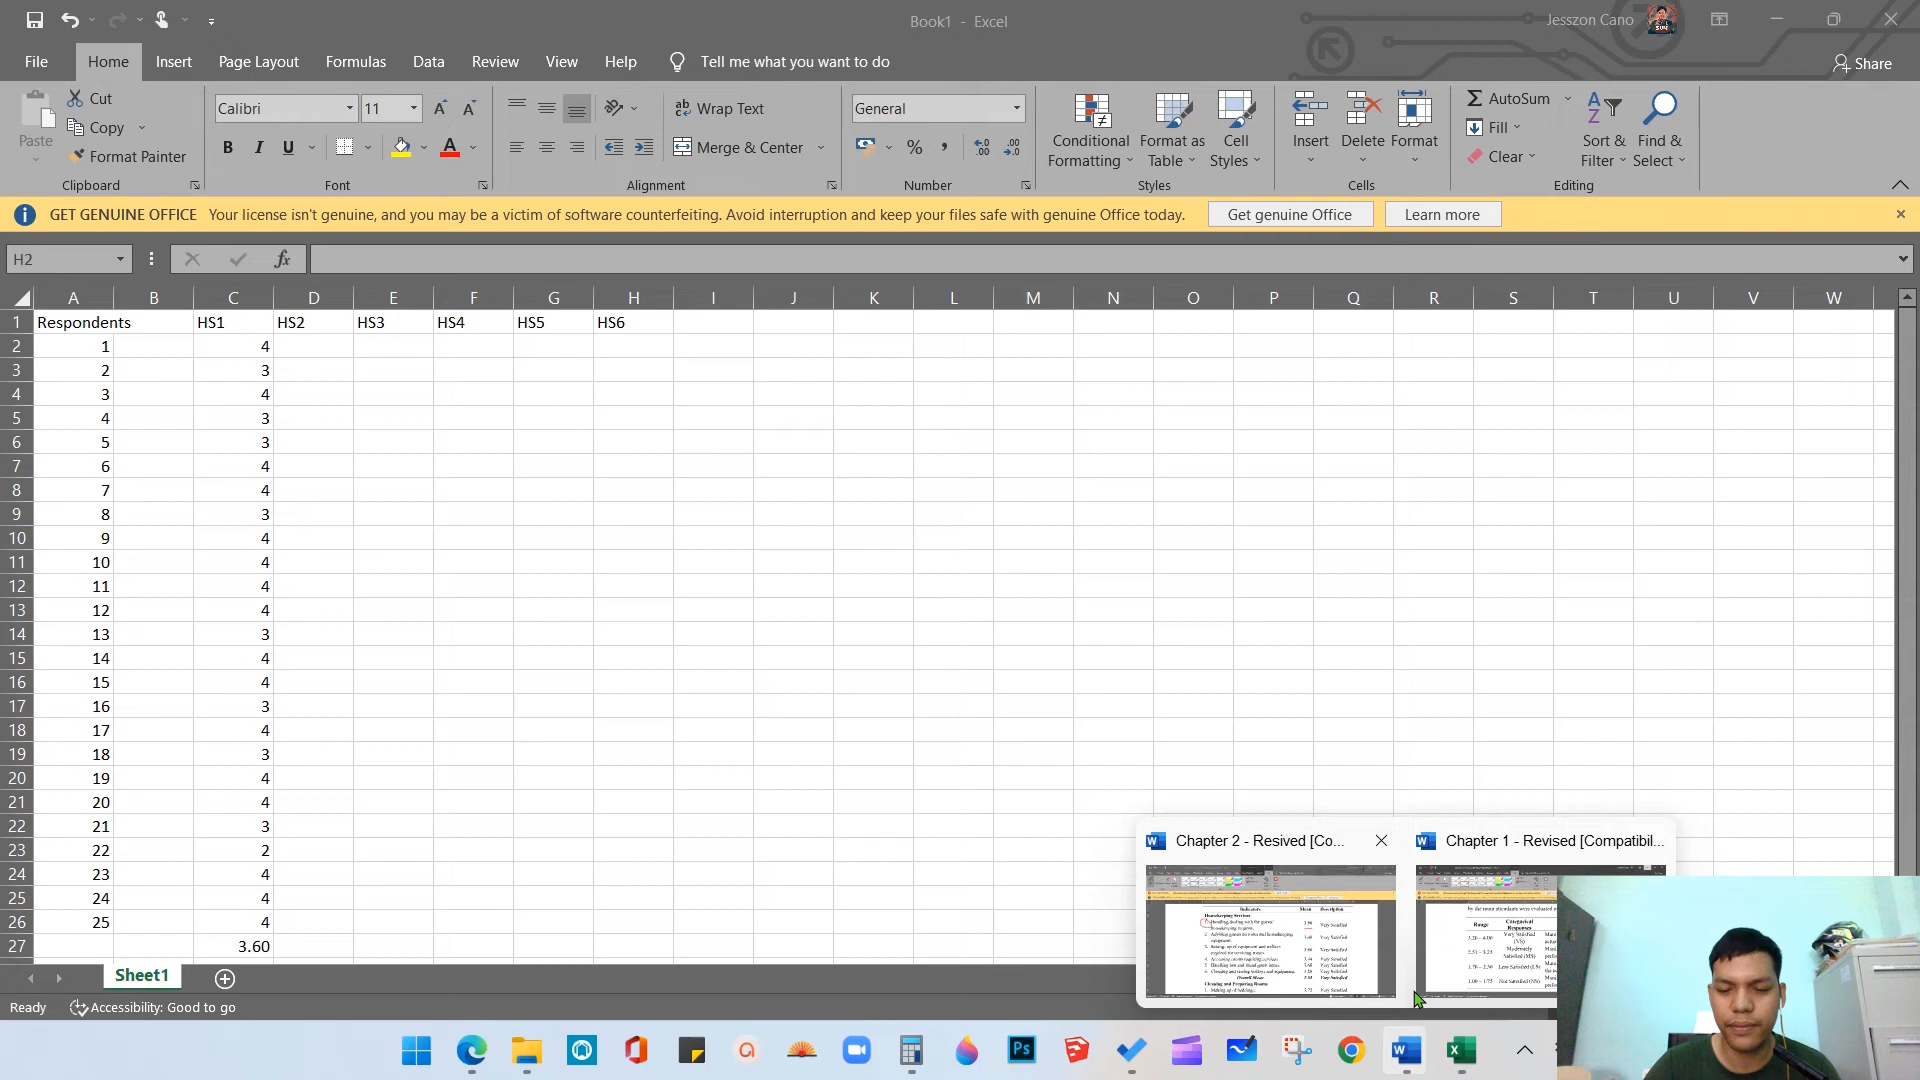 Book1 - Excel
Jesszon Cano
File Home Insert Page Layout Formulas Data Review View Help Tell me what you want to do
Share
Paste
Cut
Copy
Format Painter
Clipboard
Calibri 11
B I U
Font
Wrap Text
Merge & Center
Alignment
General
Number
Conditional Formatting
Format as Table
Cell Styles
Styles
Insert Delete Format
Cells
AutoSum
Fill
Clear
Sort & Filter
Find & Select
Editing
GET GENUINE OFFICE Your license isn't genuine, and you may be a victim of software counterfeiting. Avoid interruption and keep your files safe with genuine Office today. Get genuine Office Learn more
H2 fx
A B C D E F G H I J K L M N O P Q R S T U V W
1 Respondents HS1 HS2 HS3 HS4 HS5 HS6
2 1 4
3 2 3
4 3 4
5 4 3
6 5 3
7 6 4
8 7 4
9 8 3
10 9 4
11 10 4
12 11 4
13 12 4
14 13 3
15 14 4
16 15 4
17 16 3
18 17 4
19 18 3
20 19 4
21 20 4
22 21 3
23 22 2
24 23 4
25 24 4
26 25 4
27 3.60
Chapter 2 - Resived [Co...
Chapter 1 - Revised [Compatibil...
Sheet1
Ready Accessibility: Good to go